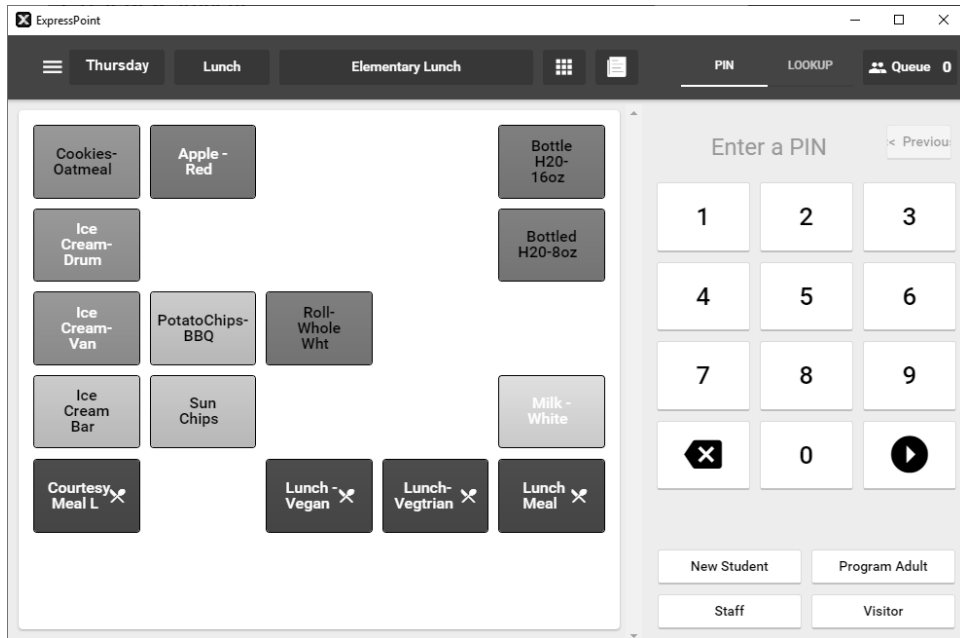 ExpressPoint
Thursday
Lunch
Elementary Lunch
PIN
LOOKUP
Queue 0
Cookies-
Oatmeal
Apple -
Red
Bottle
H20-
16oz
Enter a PIN
Ice
Cream-
Drum
Bottled
H20-8oz
Ice
Cream-
Van
PotatoChips-
BBQ
Roll-
Whole
Wht
Ice
Cream
Bar
Sun
Chips
Milk -
White
Courtesy
Meal L
Lunch -
Vegan
Lunch-
Vegtrian
Lunch
Meal
1
2
3
4
5
6
7
8
9
0
New Student
Program Adult
Staff
Visitor